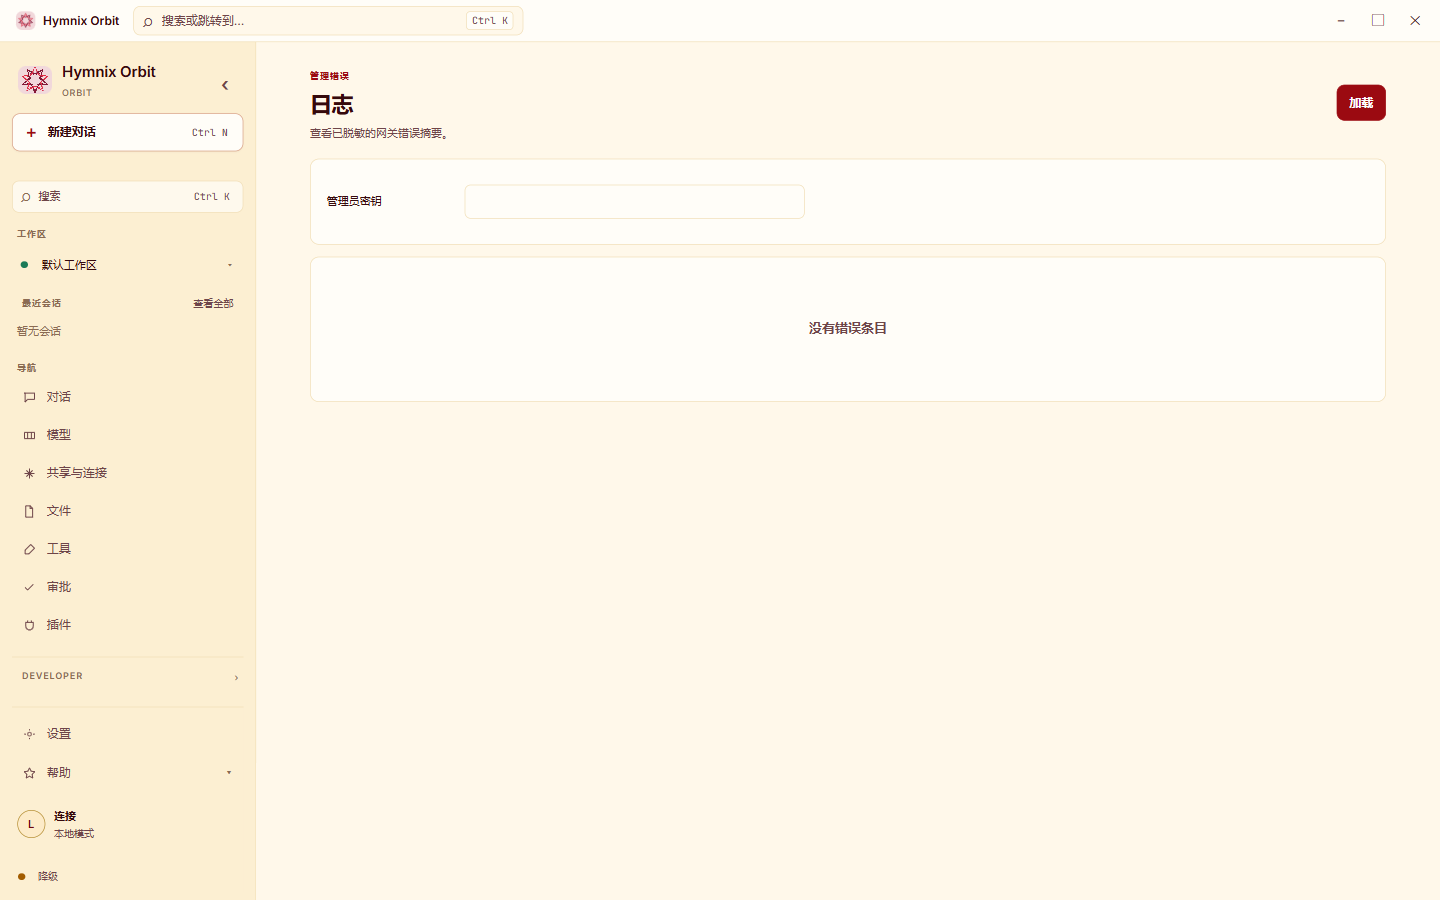 Hymnix Orbit
搜索或跳转到...
Ctrl K
Hymnix Orbit
ORBIT
新建对话
Ctrl N
搜索
Ctrl K
工作区
默认工作区
最近会话
查看全部
暂无会话
导航
对话
模型
共享与连接
文件
工具
审批
插件
DEVELOPER
设置
帮助
L
连接
本地模式
降级
管理错误
日志
查看已脱敏的网关错误摘要。
加载
管理员密钥
没有错误条目